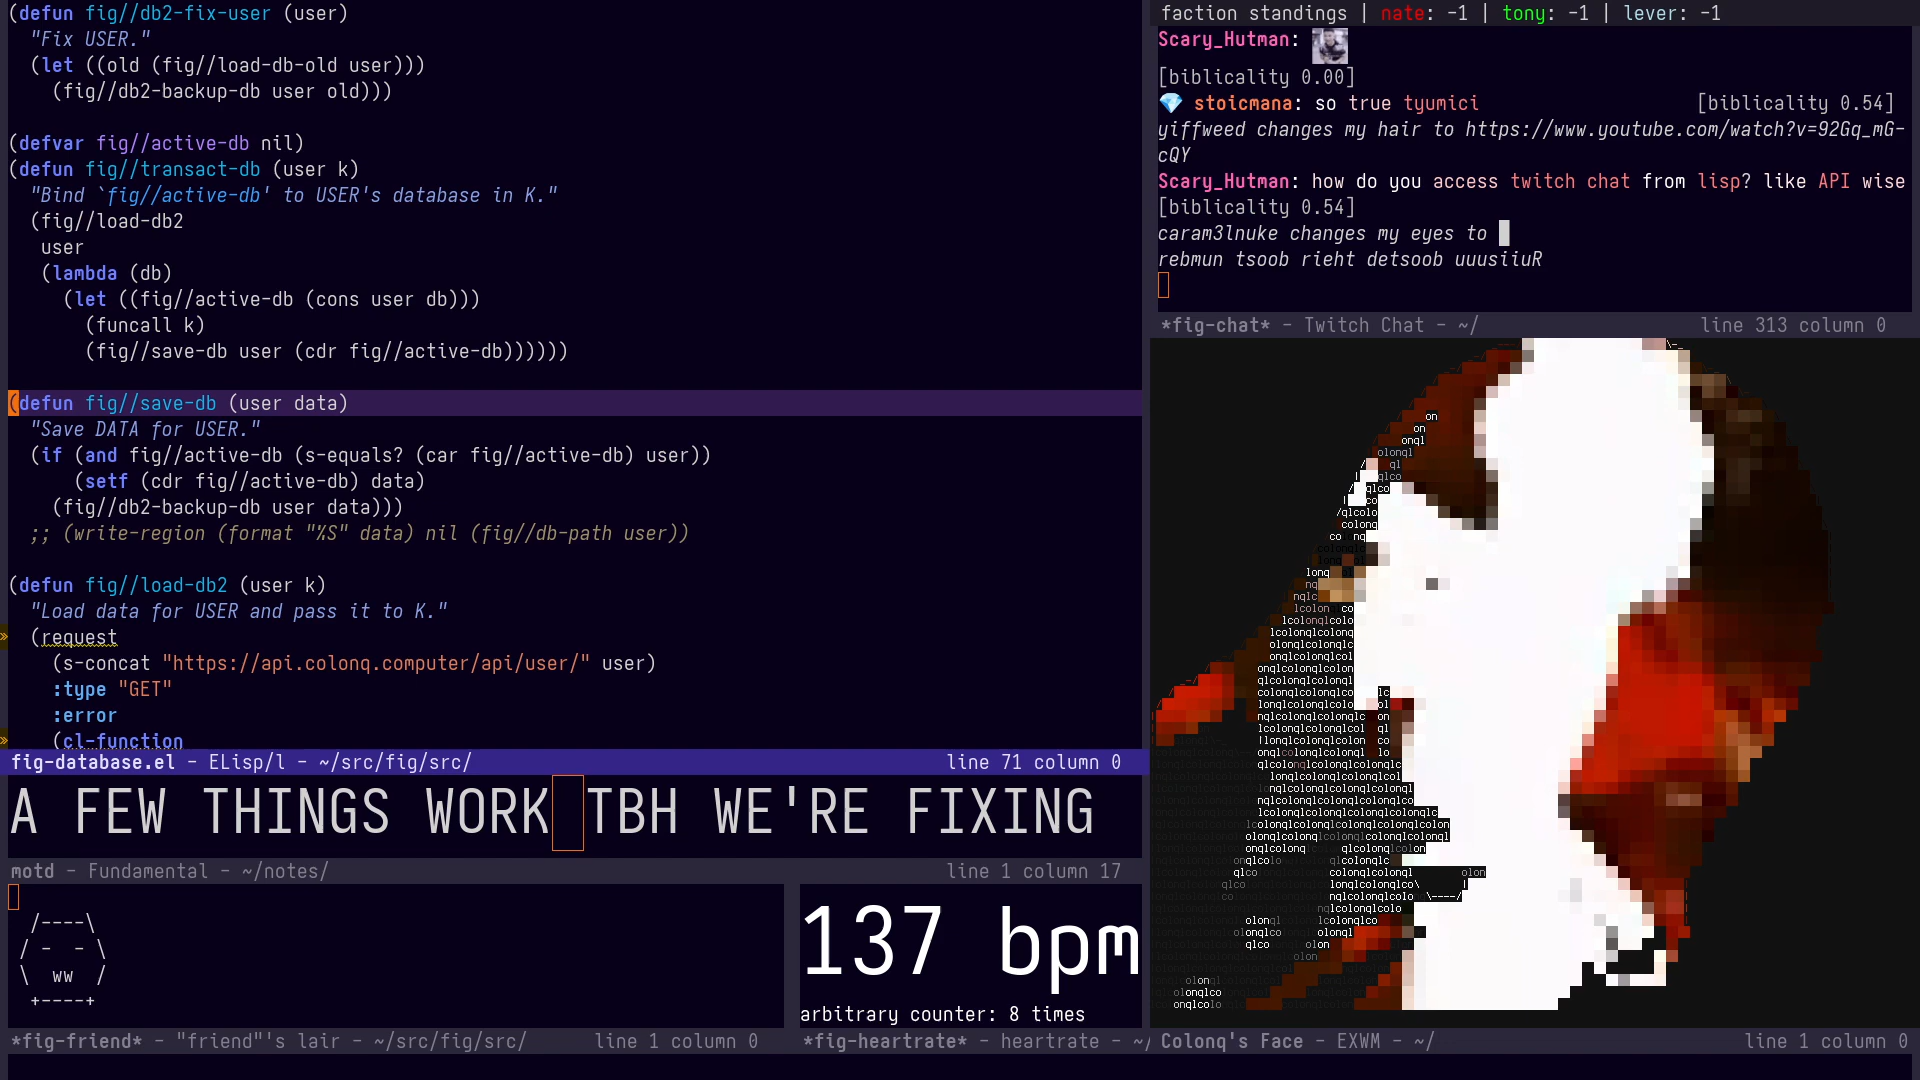 (defun fig//db2-fix-user (user)
"Fix USER."
(let ((old (fig//load-db-old user)))
(fig//db2-backup-db user old)))
(defvar fig//active-db nil)
(defun fig//transact-db (user k)
"Bind `fig//active-db' to USER's database in K."
(fig//load-db2
user
(lambda (db)
(let ((fig//active-db (cons user db)))
(funcall k)
(fig//save-db user (cdr fig//active-db))))))
(defun fig//save-db (user data)
"Save DATA for USER."
(if (and fig//active-db (s-equals? (car fig//active-db) user))
(setf (cdr fig//active-db) data)
(fig//db2-backup-db user data)))
;; (write-region (format "%S" data) nil (fig//db-path user))
(defun fig//load-db2 (user k)
"Load data for USER and pass it to K."
(request
(s-concat "https://api.colonq.computer/api/user/" user)
:type "GET"
:error
(cl-function
fig-database.el - ELisp/l - ~/src/fig/src/ line 71 column 0
A FEW THINGS WORK TBH WE'RE FIXING
motd - Fundamental - ~/notes/ line 1 column 17
/----\
/ - - \
\ ww /
+----+
*fig-friend* - "friend"'s lair - ~/src/fig/src/ line 1 column 0
137 bpm
arbitrary counter: 8 times
*fig-heartrate* - heartrate - ~/
faction standings | nate: -1 | tony: -1 | lever: -1
Scary_Hutman:
[biblicality 0.00]
stoicmana: so true tyumici [biblicality 0.54]
yiffweed changes my hair to https://www.youtube.com/watch?v=92Gq_mG-
cQY
Scary_Hutman: how do you access twitch chat from lisp? like API wise
[biblicality 0.54]
caram3lnuke changes my eyes to
rebmun tsoob rieht detsoob uuusiiuR
*fig-chat* - Twitch Chat - ~/ line 313 column 0
Colonq's Face - EXWM - ~/ line 1 column 0